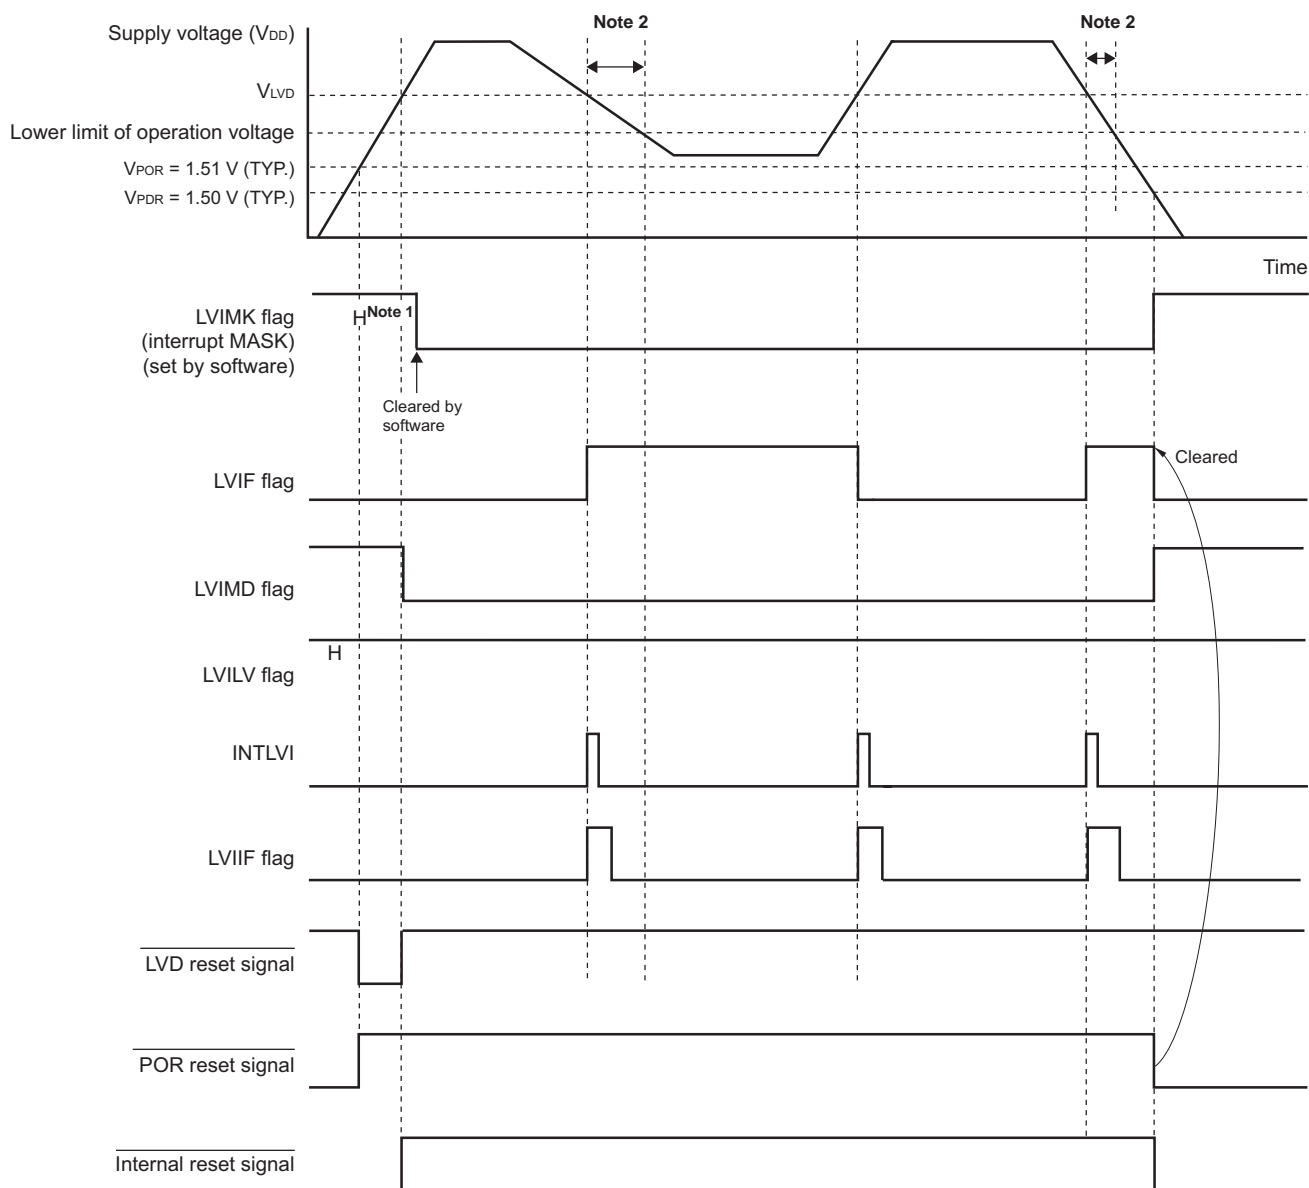 Note 2
Note 2
Supply voltage (VDD)
VLVD
Lower limit of operation voltage
VPOR = 1.51 V (TYP.)
VPDR = 1.50 V (TYP.)
Time
LVIMK flag
(interrupt MASK)
(set by software)
H Note 1
Cleared by
software
LVIF flag
Cleared
LVIMD flag
H
LVILV flag
INTLVI
LVIIF flag
LVD reset signal
POR reset signal
Internal reset signal